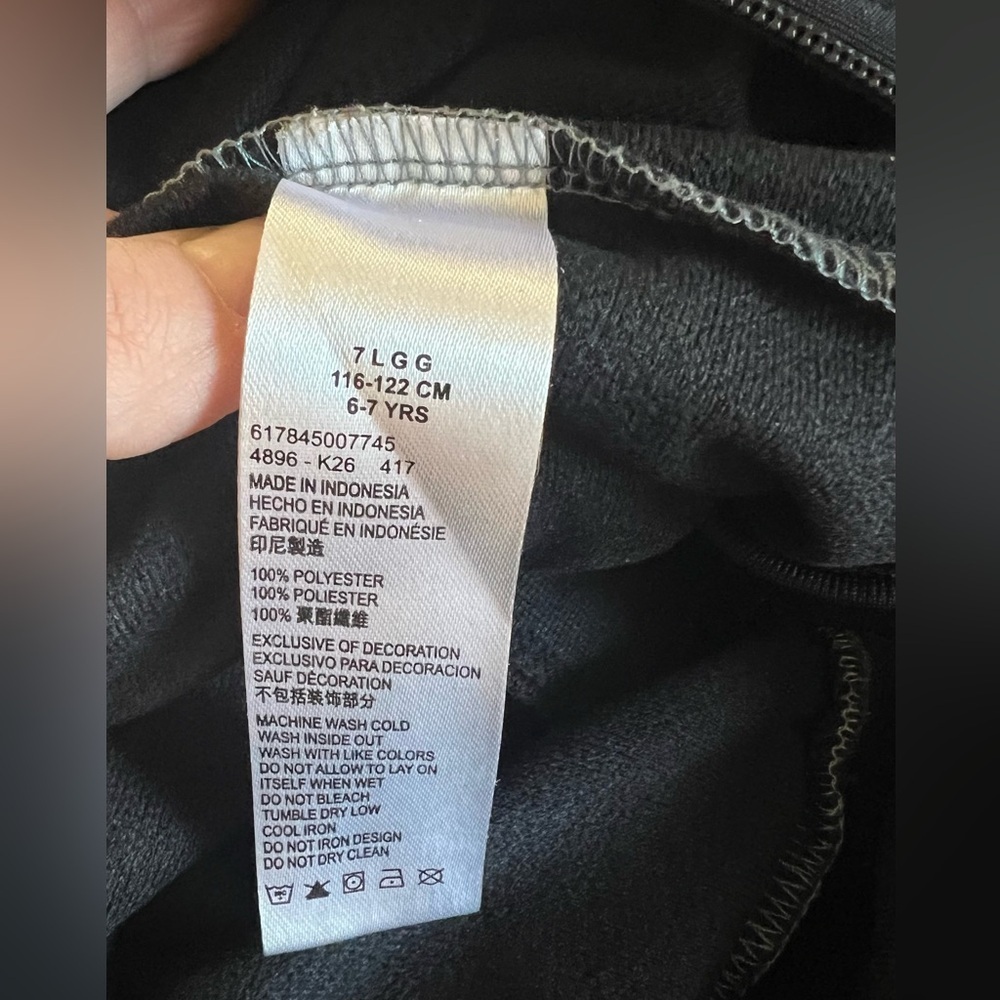 7 L G G
116-122 CM
6-7 YRS
617845007745
4896 - K26 417
MADE IN INDONESIA
HECHO EN INDONESIA
FABRIQUÉ EN INDONÉSIE
印尼製造
100% POLYESTER
100% POLIESTER
100% 聚酯纖維
EXCLUSIVE OF DECORATION
EXCLUSIVO PARA DECORACION
SAUF DÉCORATION
不包括装饰部分
MACHINE WASH COLD
WASH INSIDE OUT
WASH WITH LIKE COLORS
DO NOT ALLOW TO LAY ON
ITSELF WHEN WET
DO NOT BLEACH
TUMBLE DRY LOW
COOL IRON
DO NOT IRON DESIGN
DO NOT DRY CLEAN